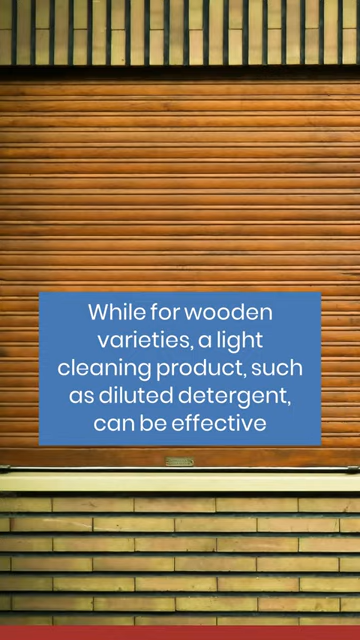 While for wooden
varieties, a light
cleaning product, such
as diluted detergent,
can be effective